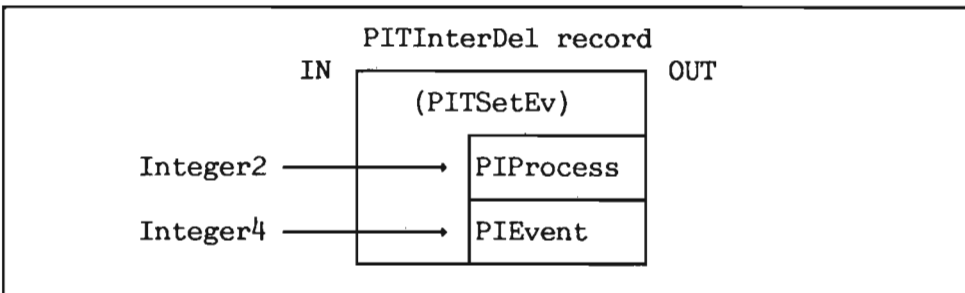 PITInterDel record
IN OUT
(PITSetEv)
Integer2 PIProcess
Integer4 PIEvent